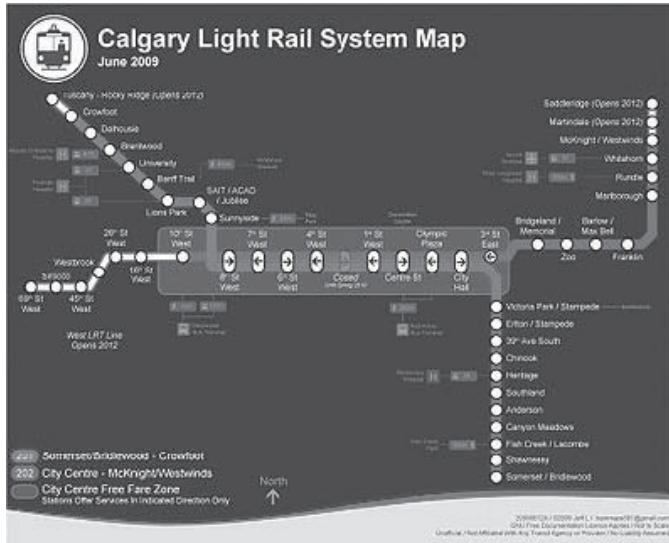 Calgary Light Rail System Map
June 2009
Tuscany - Rocky Ridge (Opens 2012)
Crowfoot
Dalhousie
Brentwood
University
Banff Trail
Lions Park
SAIT / ACAD
/ Jubilee
Sunnyside
Saddleridge (Opens 2012)
Martindale (Opens 2012)
McKnight / Westwinds
Whitehorn
Rundle
Marlborough
Bridgeland /
Memorial
Barlow /
Max Bell
Zoo
Franklin
26th St
West
10th St
West
7th St
West
4th St
West
1st St
West
Olympic
Plaza
3rd St
East
Westbrook
16th St
West
8th St
West
6th St
West
Closed
Centre St
City
Hall
69th St
West
45th St
West
West LRT Line
Opens 2012
Victoria Park / Stampede
Erlton / Stampede
39th Ave South
Chinook
Heritage
Southland
Anderson
Canyon Meadows
Fish Creek / Lacombe
Shawnessy
Somerset / Bridlewood
201 Somerset/Bridlewood - Crowfoot
202 City Centre - McKnight/Westwinds
City Centre Free Fare Zone
Stations Offer Services In Indicated Direction Only
North